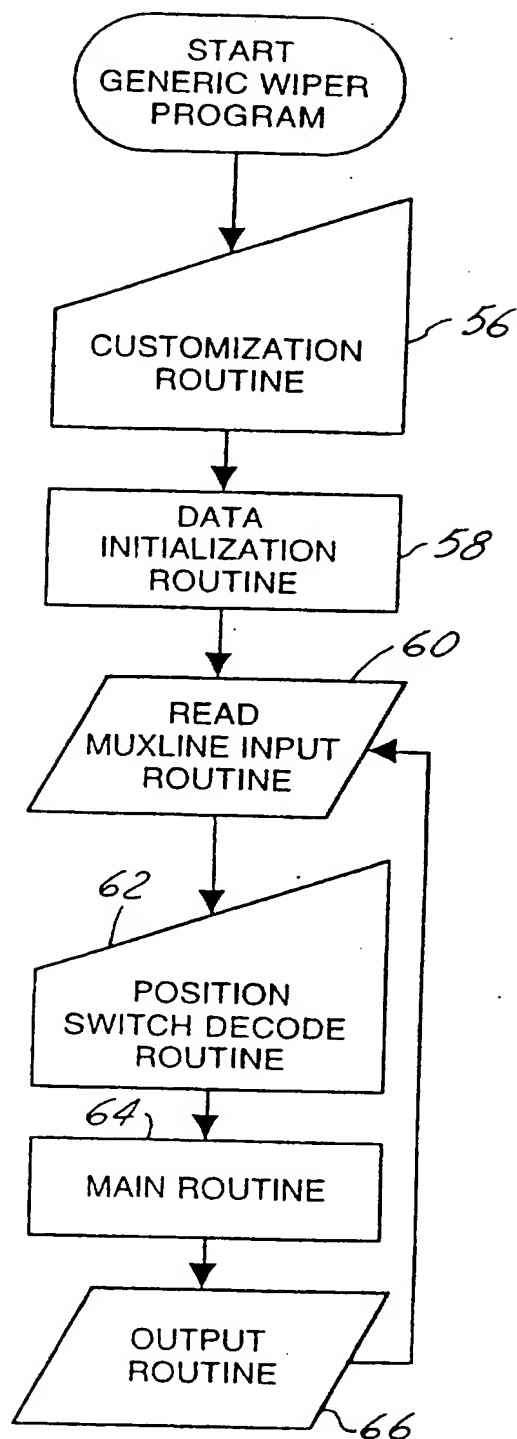 START
GENERIC WIPER
PROGRAM
CUSTOMIZATION
ROUTINE
56
DATA
INITIALIZATION
ROUTINE
58
60
READ
MUXLINE INPUT
ROUTINE
62
POSITION
SWITCH DECODE
ROUTINE
64
MAIN ROUTINE
OUTPUT
ROUTINE
66